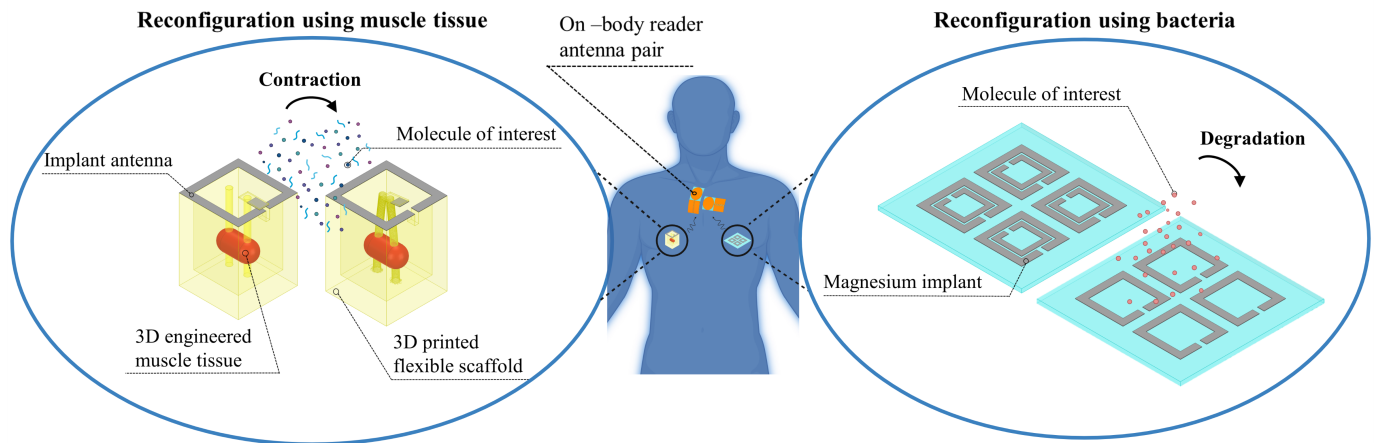 Reconfiguration using muscle tissue
Contraction
Molecule of interest
Implant antenna
3D engineered
muscle tissue
3D printed
flexible scaffold
On –body reader
antenna pair
Reconfiguration using bacteria
Molecule of interest
Degradation
Magnesium implant